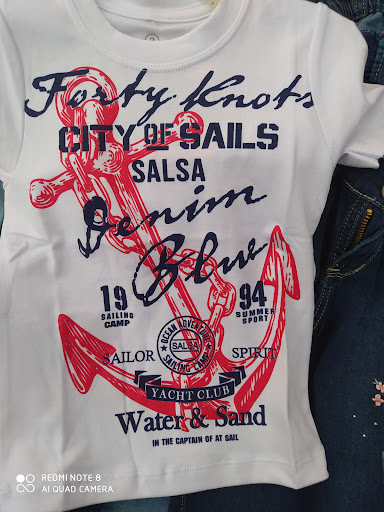 Forty Knots
CITY OF SAILS
SALSA
Denim
Blue
19 94
SAILING SUMMER
CAMP SPORT
OCEAN ADVENTURE
SALSA
SAILING CAMP
SAILOR SPIRIT
YACHT CLUB
Water & Sand
IN THE CAPTAIN OF AT SAIL
REDMI NOTE 8
AI QUAD CAMERA